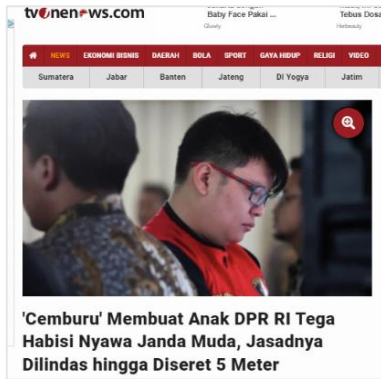 tvonenews.com
Baby Face Pakai ...
Tebus Dosa
NEWS EKONOMI BISNIS DAERAH BOLA SPORT GAYA HIDUP RELIGI VIDEO
Sumatera Jabar Banten Jateng DI Yogya Jatim
'Cemburu' Membuat Anak DPR RI Tega
Habisi Nyawa Janda Muda, Jasadnya
Dilindas hingga Diseret 5 Meter